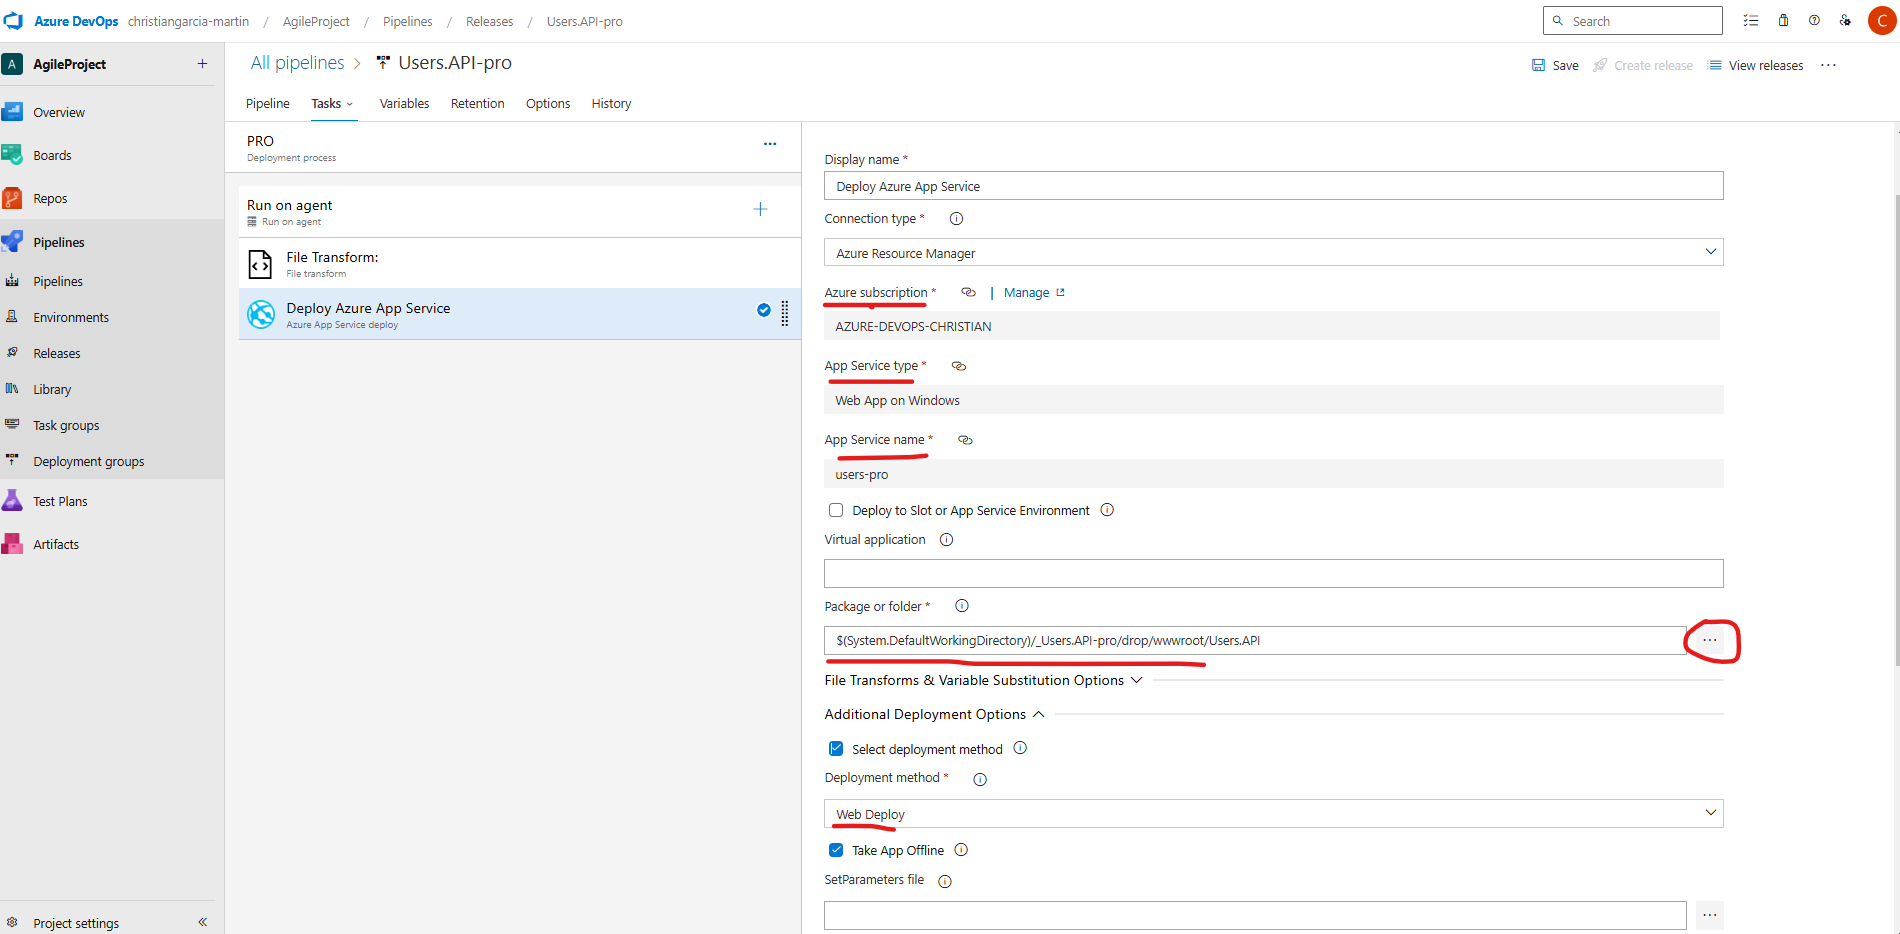 Azure DevOps christiangarcia-martin / AgileProject / Pipelines / Releases / Users.API-pro
Search
C
A AgileProject +
Overview
Boards
Repos
Pipelines
Pipelines
Environments
Releases
Library
Task groups
Deployment groups
Test Plans
Artifacts
Project settings «
All pipelines > Users.API-pro
Save Create release View releases ...
Pipeline Tasks Variables Retention Options History
PRO ...
Deployment process
Run on agent +
Run on agent
File Transform:
File transform
Deploy Azure App Service
Azure App Service deploy
Display name *
Deploy Azure App Service
Connection type *
Azure Resource Manager
Azure subscription * | Manage
AZURE-DEVOPS-CHRISTIAN
App Service type *
Web App on Windows
App Service name *
users-pro
Deploy to Slot or App Service Environment
Virtual application
Package or folder *
$(System.DefaultWorkingDirectory)/_Users.API-pro/drop/wwwroot/Users.API ...
File Transforms & Variable Substitution Options
Additional Deployment Options
Select deployment method
Deployment method *
Web Deploy
Take App Offline
SetParameters file
...